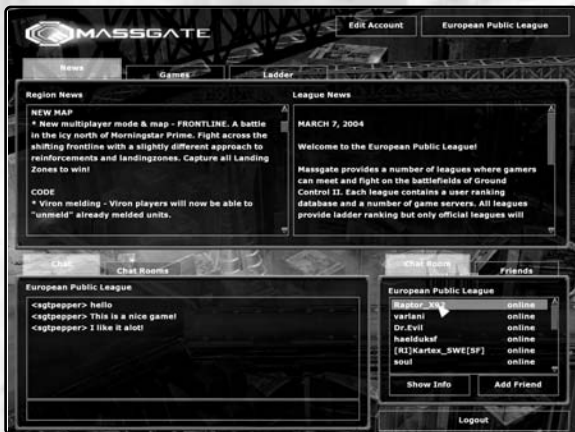 MASSGATE
Edit Account
European Public League
News
Games
Ladder
Region News
NEW MAP
* New multiplayer mode & map - FRONTLINE. A battle
in the icy north of Morningstar Prime. Fight across the
shifting frontline with a slightly different approach to
reinforcements and landingzones. Capture all Landing
Zones to win!
CODE
* Viron melding - Viron players will now be able to
"unmeld" already melded units.
League News
MARCH 7, 2004
Welcome to the European Public League!
Massgate provides a number of leagues where gamers
can meet and fight on the battlefields of Ground
Control II. Each league contains a user ranking
database and a number of game servers. All leagues
provide ladder ranking but only official leagues will
Chat
Chat Rooms
European Public League
<sgtpepper> hello
<sgtpepper> This is a nice game!
<sgtpepper> I like it alot!
Chat Room
Friends
European Public League
online
varlani online
Dr.Evil online
haelduksf online
[RI]Kartex_SWE[SF] online
soul online
Show Info
Add Friend
Logout